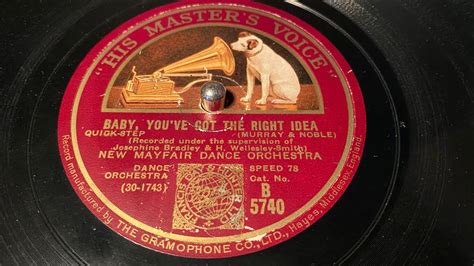 "HIS MASTER'S VOICE"
BABY, YOU'VE GOT THE RIGHT IDEA
QUICK-STEP (MURRAY & NOBLE)
(Recorded under the supervision of
Josephine Bradley & H. Wellesley-Smith)
NEW MAYFAIR DANCE ORCHESTRA
DANCE SPEED 78
ORCHESTRA Cat. No.
(30-1743) B
5740
Record manufactured by
THE GRAMOPHONE CO., LTD., Hayes, Middlesex, England.